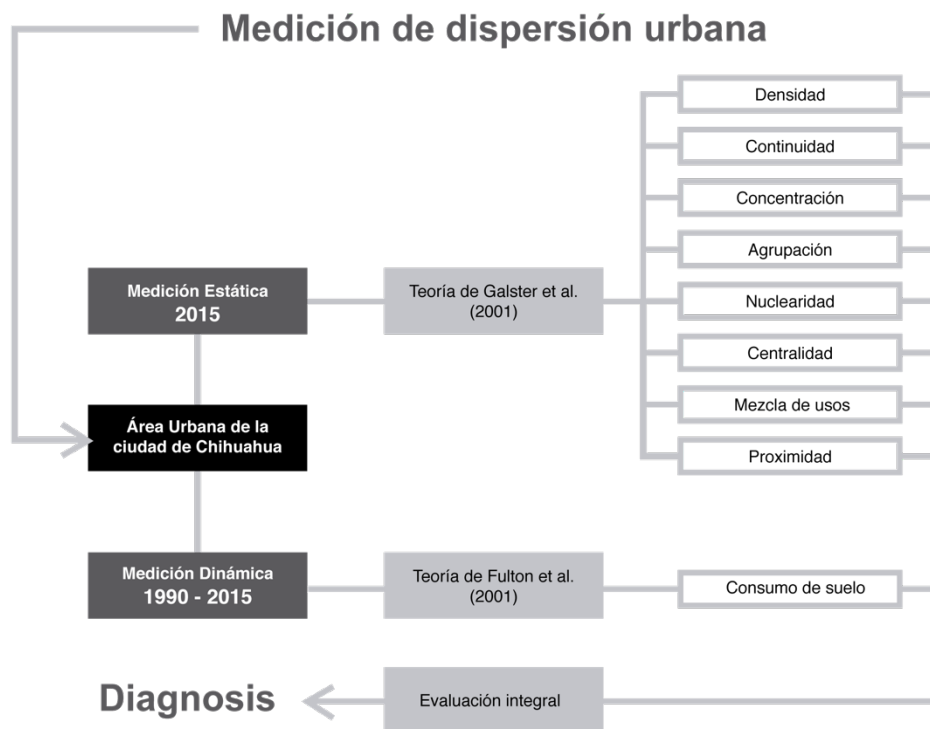 Medición de dispersión urbana
Densidad
Continuidad
Concentración
Agrupación
Medición Estática
2015
Teoría de Galster et al.
(2001)
Nuclearidad
Centralidad
Área Urbana de la
ciudad de Chihuahua
Mezcla de usos
Proximidad
Medición Dinámica
1990 - 2015
Teoría de Fulton et al.
(2001)
Consumo de suelo
Diagnosis
Evaluación integral